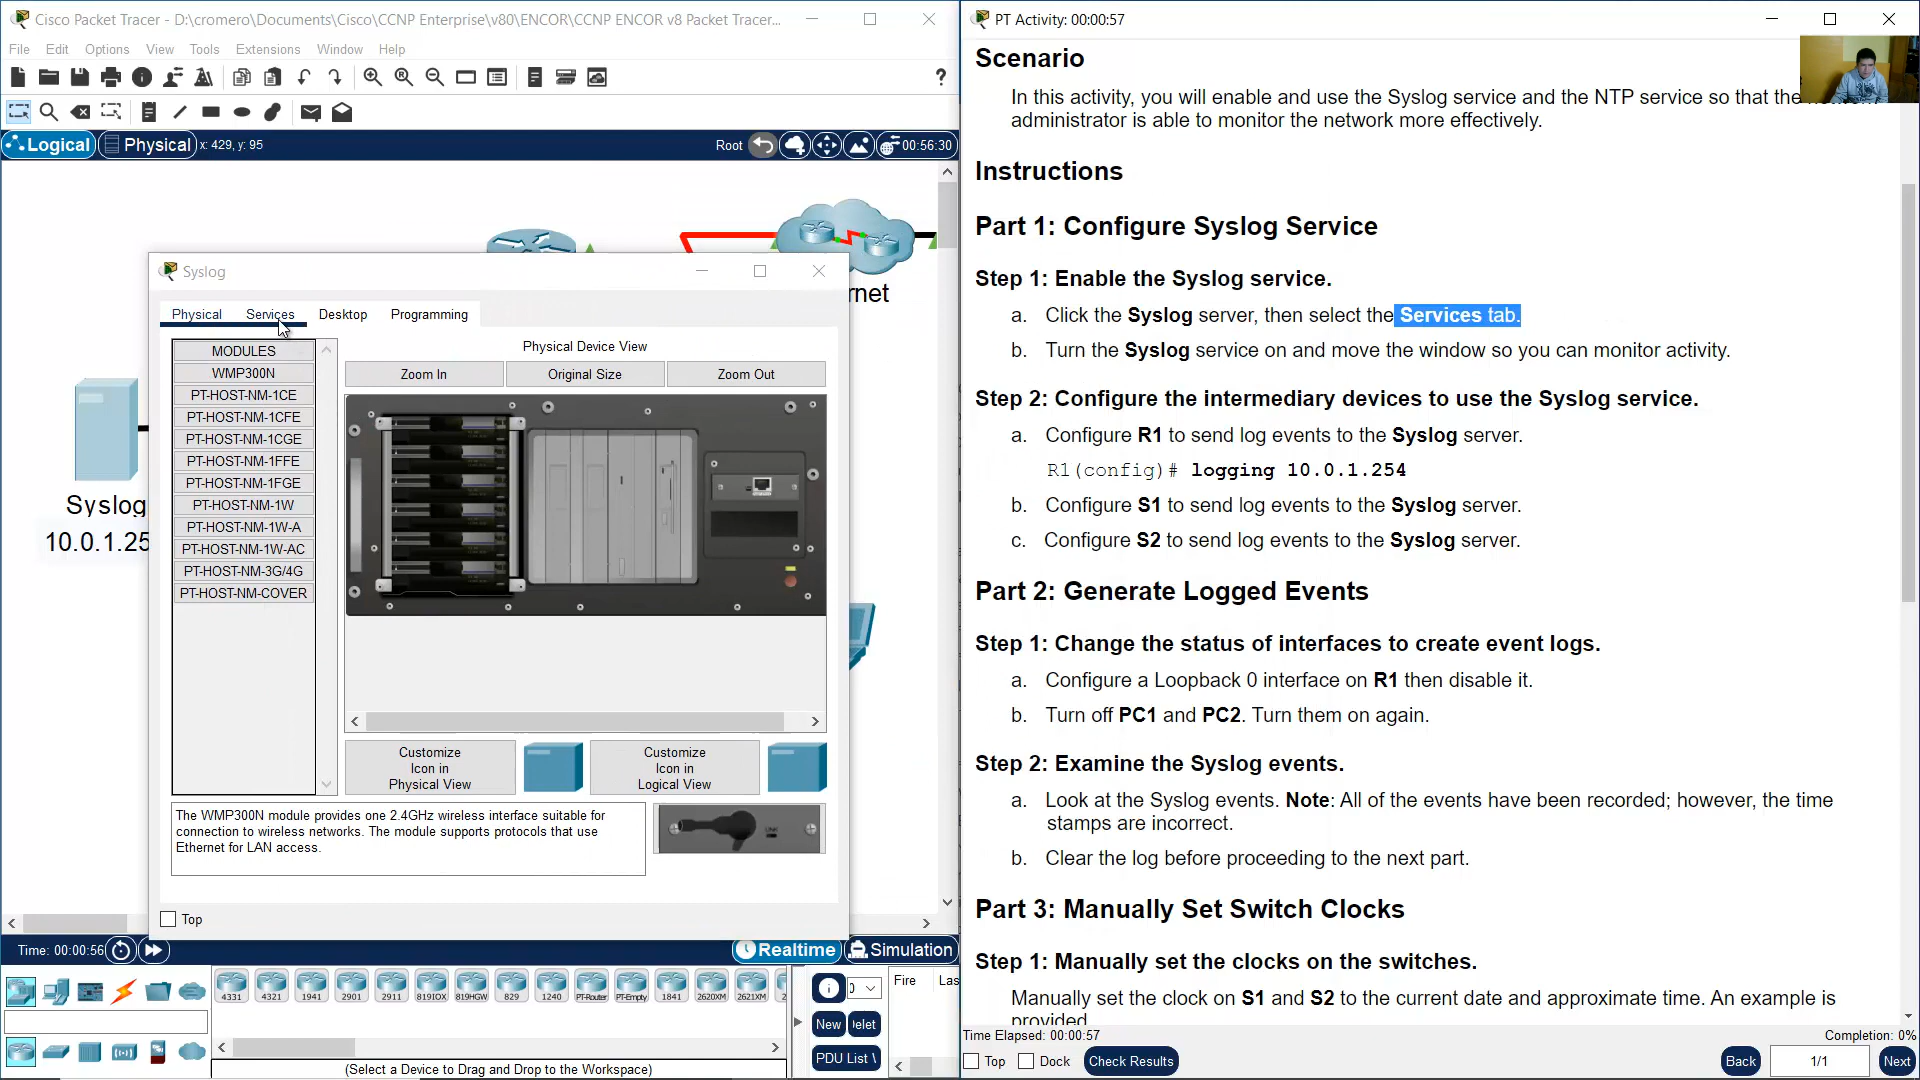 Cisco Packet Tracer - D:\cromero\Documents\Cisco\CCNP Enterprise\v80\ENCOR\CCNP ENCOR v8 Packet Tracer...
File Edit Options View Tools Extensions Window Help
?
Logical Physical x: 429, y: 95 Root 00:56:30
Syslog
10.0.1.25
rnet
Syslog
Physical Services Desktop Programming
MODULES
WMP300N
PT-HOST-NM-1CE
PT-HOST-NM-1CFE
PT-HOST-NM-1CGE
PT-HOST-NM-1FFE
PT-HOST-NM-1FGE
PT-HOST-NM-1W
PT-HOST-NM-1W-A
PT-HOST-NM-1W-AC
PT-HOST-NM-3G/4G
PT-HOST-NM-COVER
Physical Device View
Zoom In Original Size Zoom Out
Customize
Icon in
Physical View
Customize
Icon in
Logical View
The WMP300N module provides one 2.4GHz wireless interface suitable for
connection to wireless networks. The module supports protocols that use
Ethernet for LAN access.
Top
Time: 00:00:56 Realtime Simulation
4331 4321 1941 2901 2911 819IOX 819HGW 829 1240 PT-Router PT-Empty 1841 2620XM 2621XM 2
(Select a Device to Drag and Drop to the Workspace)
0
New elet
PDU List \
Fire Las
PT Activity: 00:00:57
Scenario
In this activity, you will enable and use the Syslog service and the NTP service so that the
administrator is able to monitor the network more effectively.
Instructions
Part 1: Configure Syslog Service
Step 1: Enable the Syslog service.
a. Click the Syslog server, then select the Services tab.
b. Turn the Syslog service on and move the window so you can monitor activity.
Step 2: Configure the intermediary devices to use the Syslog service.
a. Configure R1 to send log events to the Syslog server.
R1(config)# logging 10.0.1.254
b. Configure S1 to send log events to the Syslog server.
c. Configure S2 to send log events to the Syslog server.
Part 2: Generate Logged Events
Step 1: Change the status of interfaces to create event logs.
a. Configure a Loopback 0 interface on R1 then disable it.
b. Turn off PC1 and PC2. Turn them on again.
Step 2: Examine the Syslog events.
a. Look at the Syslog events. Note: All of the events have been recorded; however, the time
stamps are incorrect.
b. Clear the log before proceeding to the next part.
Part 3: Manually Set Switch Clocks
Step 1: Manually set the clocks on the switches.
Manually set the clock on S1 and S2 to the current date and approximate time. An example is
provided
Time Elapsed: 00:00:57 Completion: 0%
Top Dock Check Results Back 1/1 Next